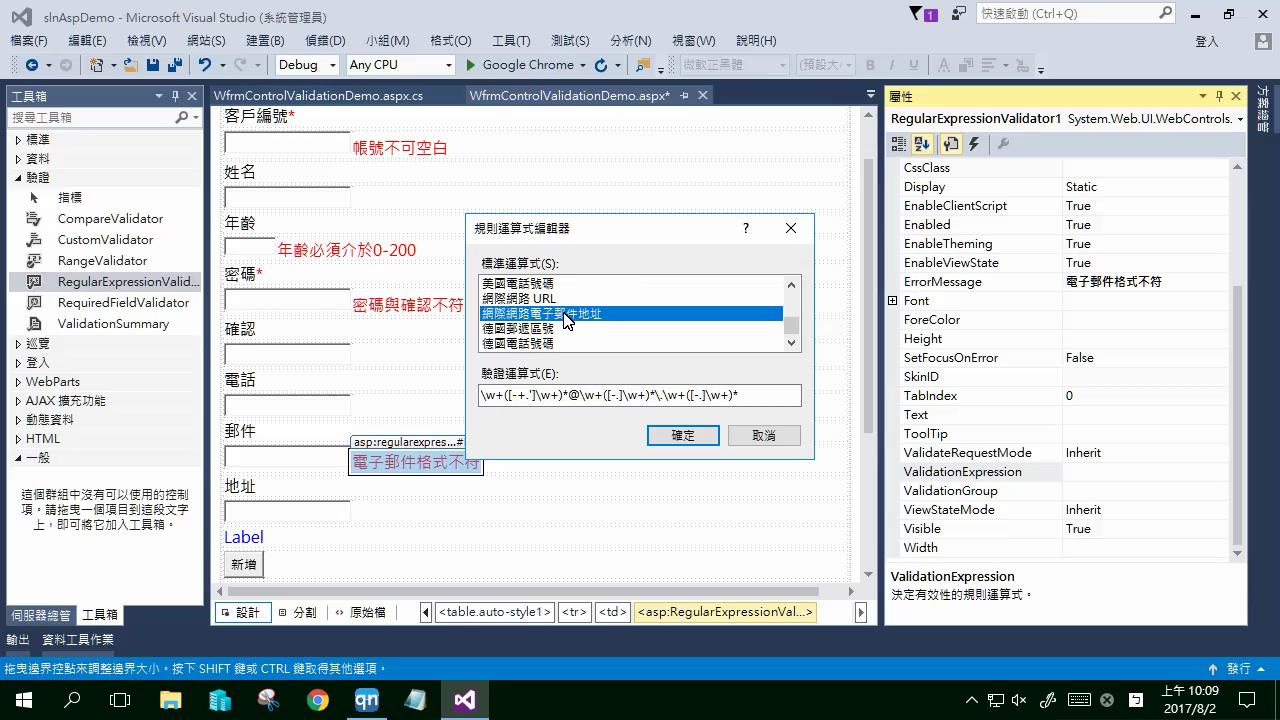 slnAspDemo - Microsoft Visual Studio (系統管理員)
1
快速啟動 (Ctrl+Q)
檔案(F)
編輯(E)
檢視(V)
網站(S)
建置(B)
偵錯(D)
小組(M)
格式(O)
工具(T)
測試(S)
分析(N)
視窗(W)
說明(H)
登入
Debug
Any CPU
Google Chrome
微軟正黑體
(預設大
B
I
U
A
工具箱
搜尋工具箱
標準
資料
驗證
指標
CompareValidator
CustomValidator
RangeValidator
RegularExpressionValid...
RequiredFieldValidator
ValidationSummary
巡覽
登入
WebParts
AJAX 擴充功能
動態資料
HTML
一般
這個群組中沒有可以使用的控制
項。請拖曳一個項目到這段文字
上，即可將它加入工具箱。
伺服器總管
工具箱
WfrmControlValidationDemo.aspx.cs
WfrmControlValidationDemo.aspx*
客戶編號*
帳號不可空白
姓名
年齡
年齡必須介於0-200
密碼*
密碼與確認不符
確認
電話
郵件
asp:regularexpres...#
電子郵件格式不符
地址
Label
新增
設計
分割
原始檔
<table.auto-style1>
<tr>
<td>
<asp:RegularExpressionVal...>
規則運算式編輯器
?
標準運算式(S):
美國電話號碼
網際網路 URL
網際網路電子郵件地址
德國郵遞區號
德國電話號碼
驗證運算式(E):
\w+([-+.']\w+)*@\w+([-.]\w+)*\.\w+([-.]\w+)*
確定
取消
屬性
RegularExpressionValidator1 System.Web.UI.WebControls.
CssClass
Display Static
EnableClientScript True
Enabled True
EnableTheming True
EnableViewState True
ErrorMessage 電子郵件格式不符
Font
ForeColor
Height
SetFocusOnError False
SkinID
TabIndex 0
Text
ToolTip
ValidateRequestMode Inherit
ValidationExpression
ValidationGroup
ViewStateMode Inherit
Visible True
Width
ValidationExpression
決定有效性的規則運算式。
方案總管
輸出
資料工具作業
拖曳邊界控點來調整邊界大小。按下 SHIFT 鍵或 CTRL 鍵取得其他選項。
發行
qn
上午 10:09
2017/8/2